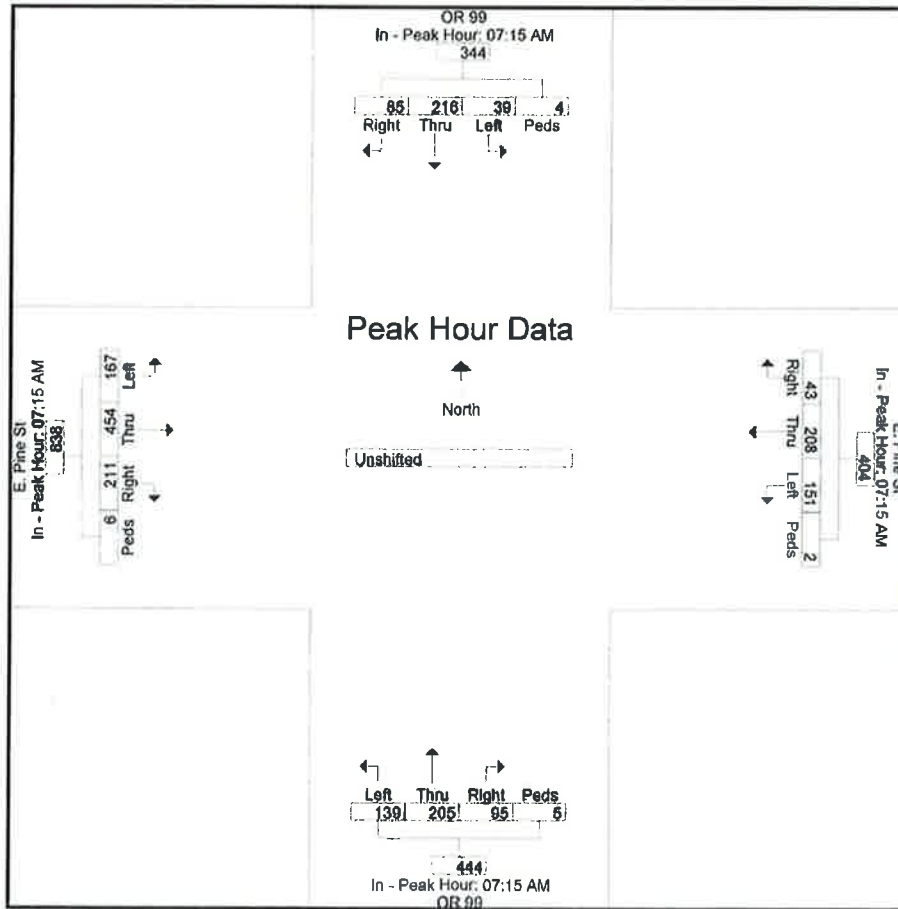 OR 99
In - Peak Hour: 07:15 AM
344
85 216 39 4
Right Thru Left Peds
Peak Hour Data
North
Unshifted
E. Pine St
In - Peak Hour: 07:15 AM
838
167 454 211 6
Left Thru Right Peds
Right Thru Left Peds
43 208 151 2
404
In - Peak Hour: 07:15 AM
E. Pine St
Left Thru Right Peds
139 205 95 5
444
In - Peak Hour: 07:15 AM
OR 99